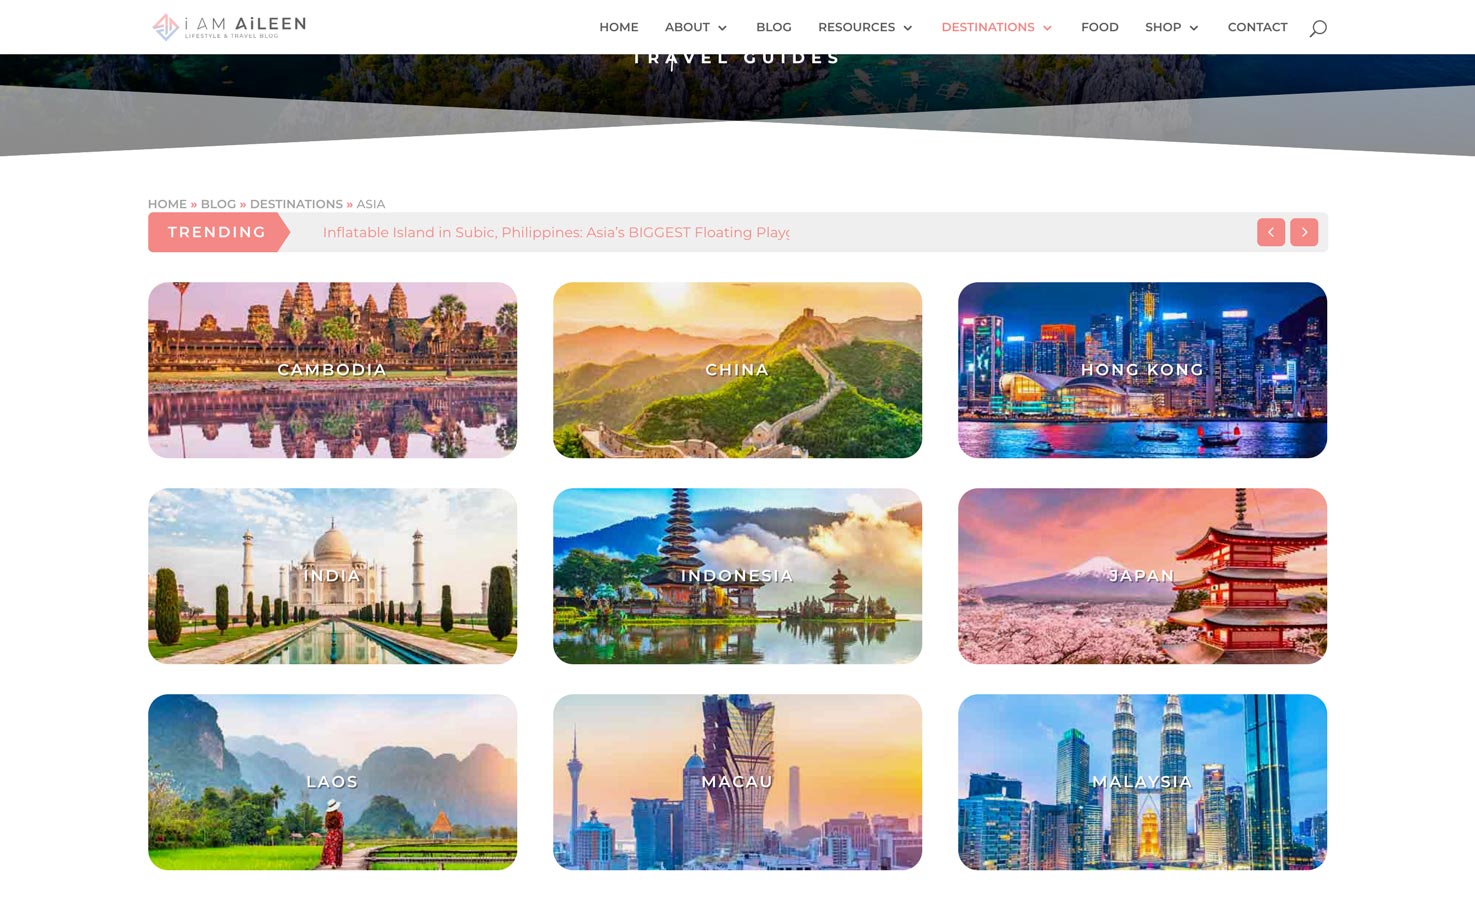 i AM AiLEEN
LIFESTYLE & TRAVEL BLOG
HOME
ABOUT
BLOG
RESOURCES
DESTINATIONS
FOOD
SHOP
CONTACT
TRAVEL GUIDES
HOME » BLOG » DESTINATIONS » ASIA
TRENDING
Inflatable Island in Subic, Philippines: Asia's BIGGEST Floating Playg
CAMBODIA
CHINA
HONG KONG
INDIA
INDONESIA
JAPAN
LAOS
MACAU
MALAYSIA